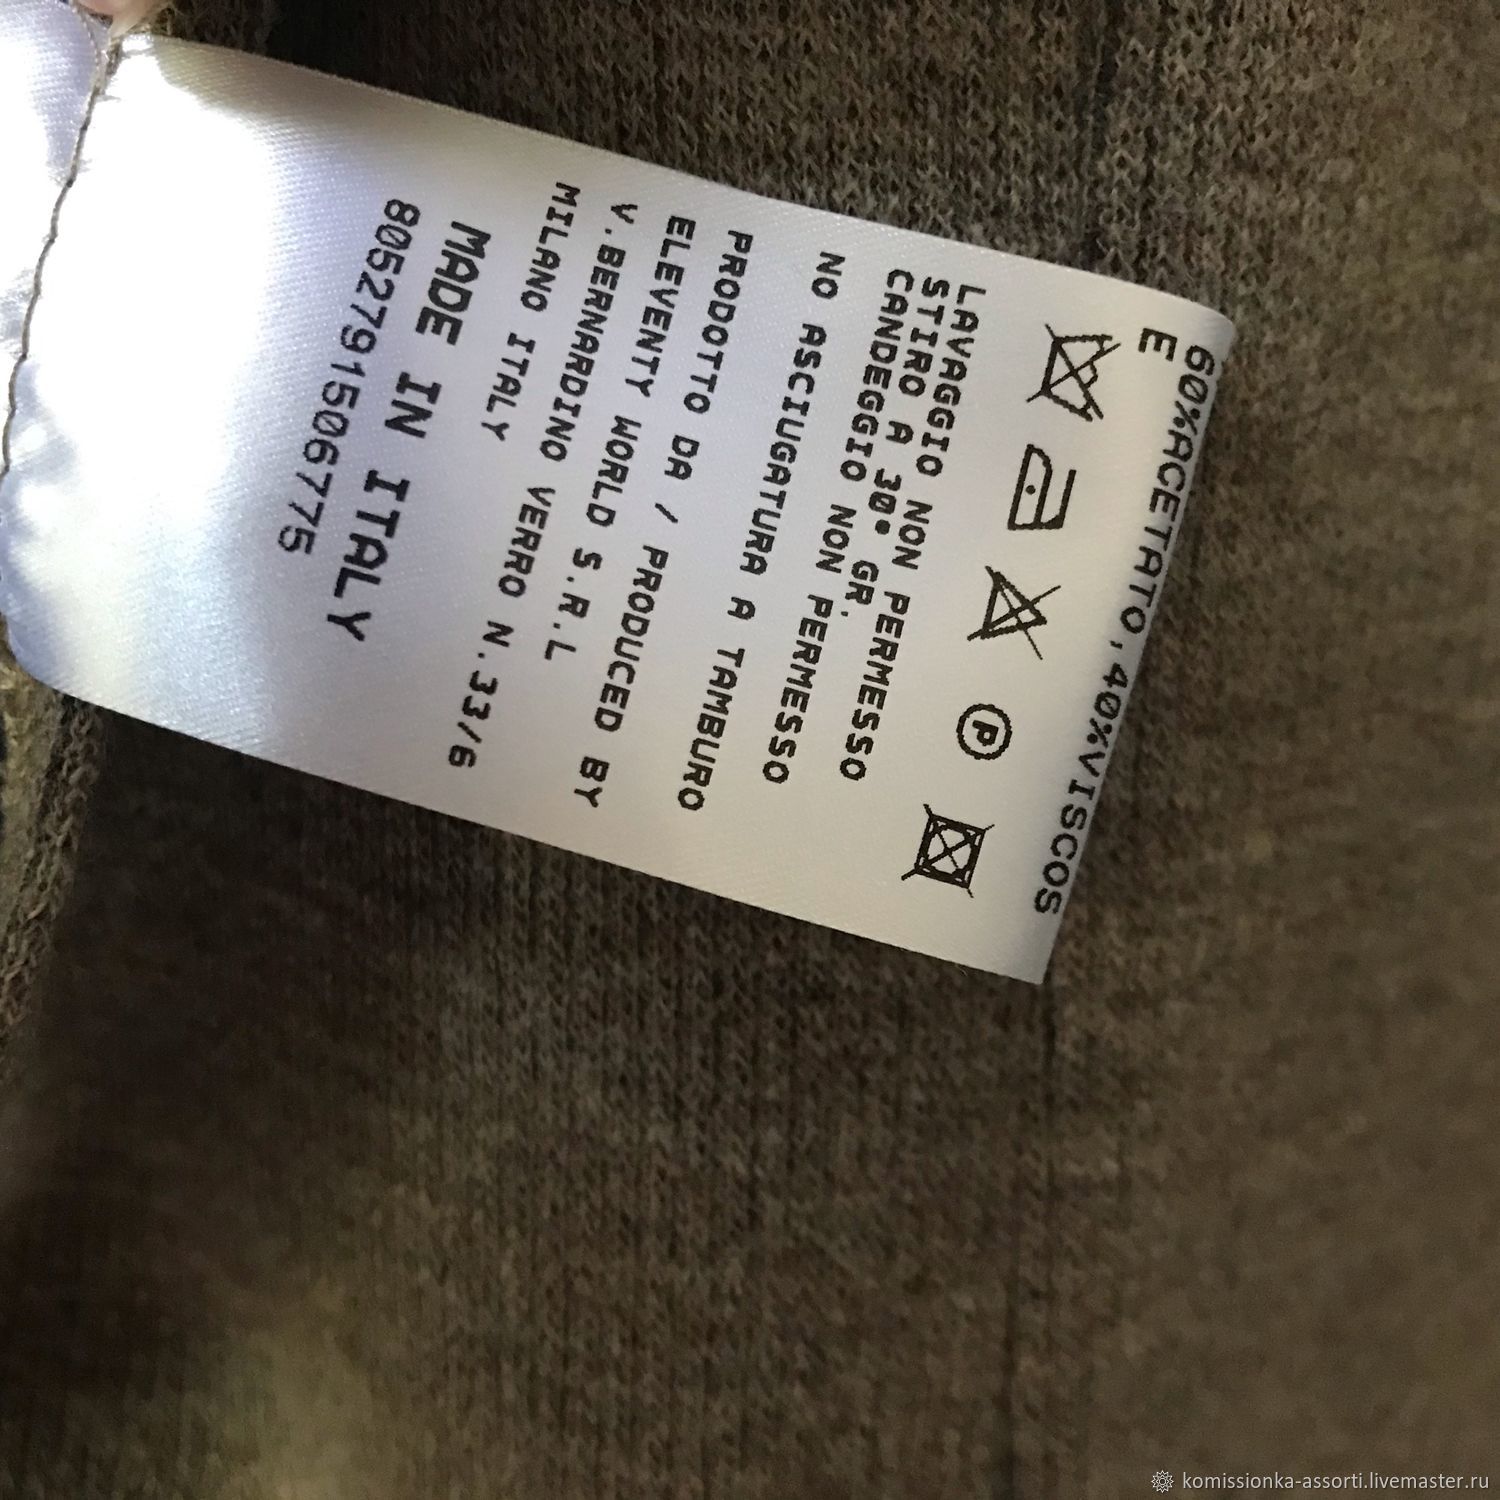 60%ACETATO,40%VISCOS
E
P
LAVAGGIO NON PERMESSO
STIRO A 30° GR.
CANDEGGIO NON PERMESSO
NO ASCIUGATURA A TAMBURO
PRODOTTO DA / PRODUCED BY
ELEVENTY WORLD S.R.L
V.BERNARDINO VERRO N.33/6
MILANO ITALY
MADE IN ITALY
8052791506775
komissionka-assorti.livemaster.ru